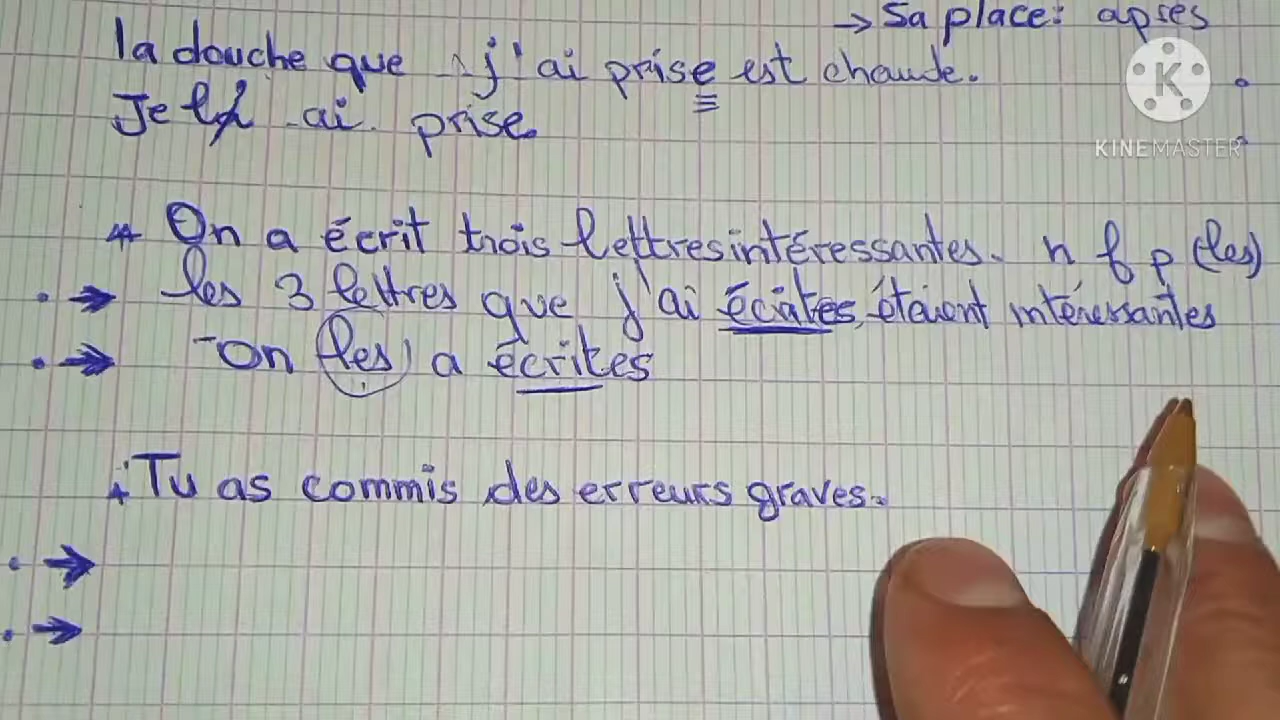 → Sa place: après
la douche que j'ai prise est chaude.
Je l' ai prise.
KINEMASTER
On a écrit trois lettres intéressantes. n f p (les)
les 3 lettres que j'ai écrites, étaient intéressantes
- On (les) a écrites
Tu as commis des erreurs graves.